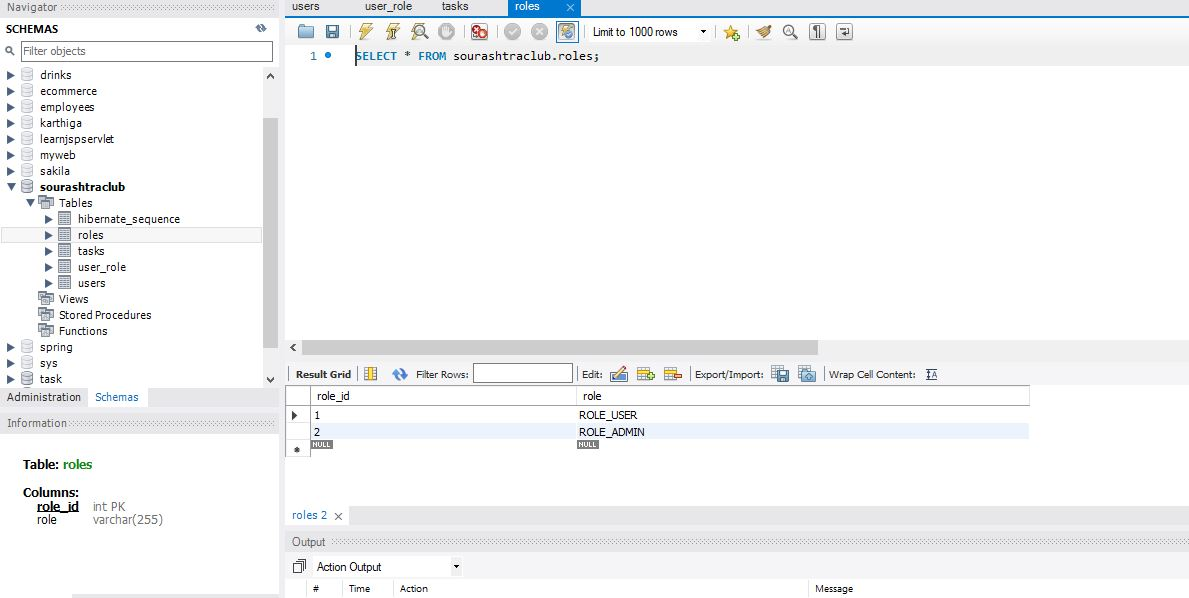 Navigator
SCHEMAS
Filter objects
drinks
ecommerce
employees
karthiga
learnjspservlet
myweb
sakila
sourashtraclub
Tables
hibernate_sequence
roles
tasks
user_role
users
Views
Stored Procedures
Functions
spring
sys
task
Administration Schemas
Information
Table: roles
Columns:
role_id int PK
role varchar(255)
users user_role tasks roles
Limit to 1000 rows
1 SELECT * FROM sourashtraclub.roles;
Result Grid Filter Rows: Edit: Export/Import: Wrap Cell Content: IA
role_id role
1 ROLE_USER
2 ROLE_ADMIN
NULL NULL
roles 2
Output
Action Output
# Time Action Message